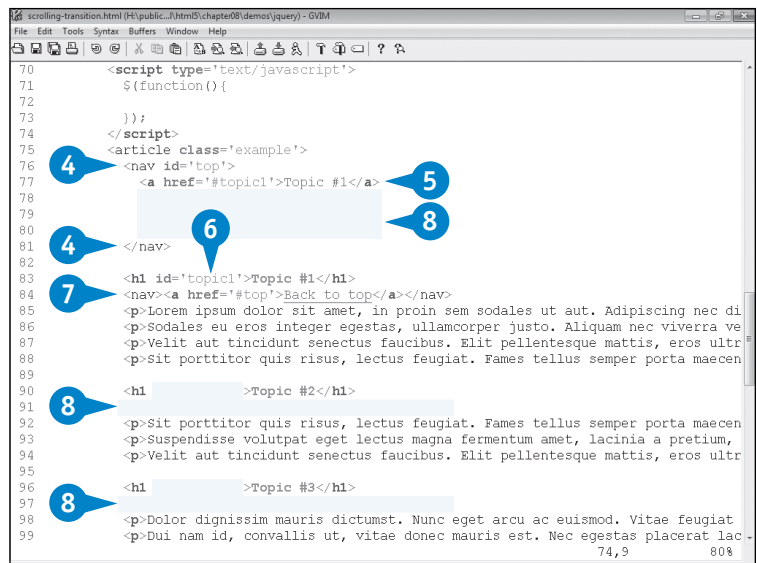 scrolling-transition.html (H:\public...l\html5\chapter08\demos\jquery) - GVIM
File Edit Tools Syntax Buffers Window Help
70 <script type='text/javascript'>
71 $(function(){
72
73 });
74 </script>
75 <article class='example'>
76 4 <nav id='top'>
77 <a href='#topic1'>Topic #1</a> 5
78
79 8
80 6
81 4 </nav>
82
83 <h1 id='topic1'>Topic #1</h1>
84 7 <nav><a href='#top'>Back to top</a></nav>
85 <p>Lorem ipsum dolor sit amet, in proin sem sodales ut aut. Adipiscing nec di
86 <p>Sodales eu eros integer egestas, ullamcorper justo. Aliquam nec viverra ve
87 <p>Velit aut tincidunt senectus faucibus. Elit pellentesque mattis, eros ultr
88 <p>Sit porttitor quis risus, lectus feugiat. Fames tellus semper porta maecen
89
90 <h1 >Topic #2</h1>
91 8
92 <p>Sit porttitor quis risus, lectus feugiat. Fames tellus semper porta maecen
93 <p>Suspendisse volutpat eget lectus magna fermentum amet, lacinia a pretium,
94 <p>Velit aut tincidunt senectus faucibus. Elit pellentesque mattis, eros ultr
95
96 <h1 >Topic #3</h1>
97 8
98 <p>Dolor dignissim mauris dictumst. Nunc eget arcu ac euismod. Vitae feugiat
99 <p>Dui nam id, convallis ut, vitae donec mauris est. Nec egestas placerat lac
74,9 80%